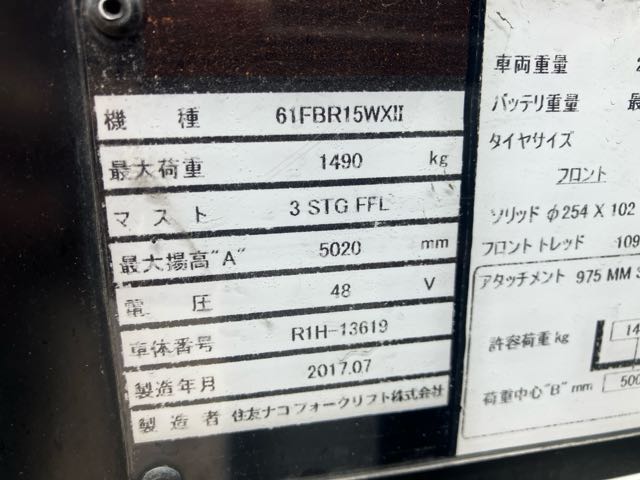 機 種 61FBR15WXII
最大荷重 1490 kg
マスト 3 STG FFL
最大揚高"A" 5020 mm
電 圧 48 V
車体番号 R1H-13619
製造年月 2017.07
製 造 者 住友ナコフォークリフト株式会社
車両重量
バッテリ重量
タイヤサイズ
フロント
ソリッド φ254 X 102
フロントトレッド 109
アタッチメント 975 MM
許容荷重 kg
荷重中心"B" mm 500